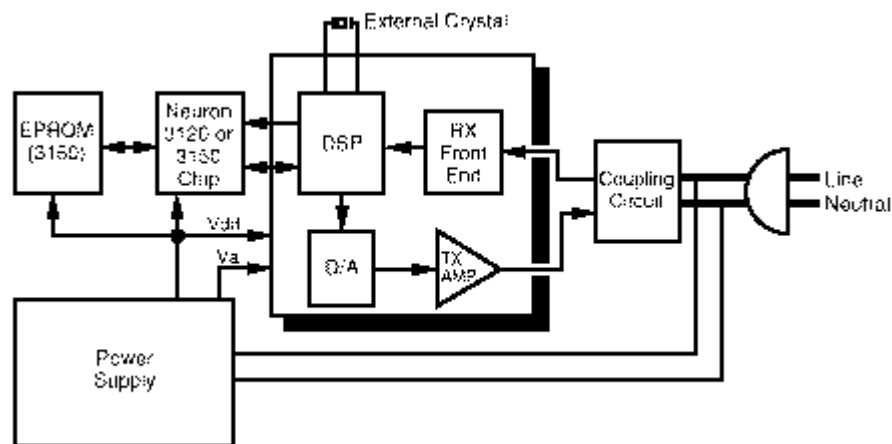 External Crystal
EPROM
(3150)
Neuron
3120 or
3150
Chip
DSP
RX
Front
End
Coupling
Circuit
Line
Neutral
Vdd
Va
D/A
TX
AMP
Power
Supply